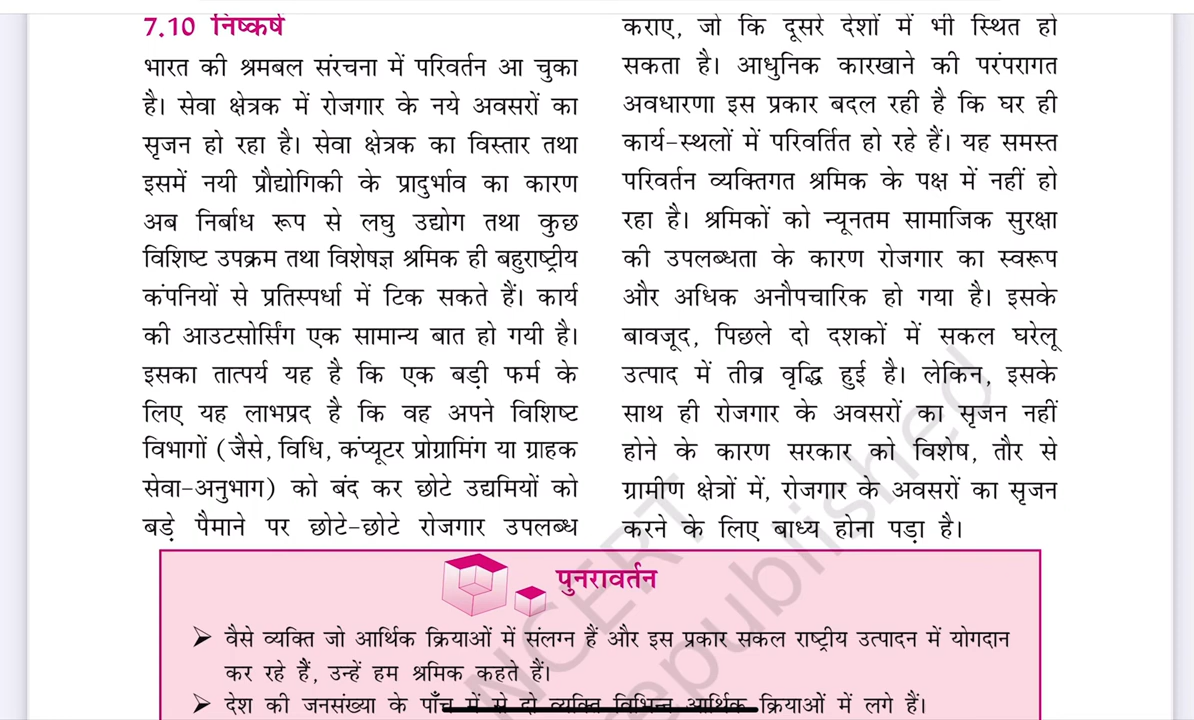 7.10 निष्कर्ष
भारत की श्रमबल संरचना में परिवर्तन आ चुका
है। सेवा क्षेत्रक में रोजगार के नये अवसरों का
सृजन हो रहा है। सेवा क्षेत्रक का विस्तार तथा
इसमें नयी प्रौद्योगिकी के प्रादुर्भाव का कारण
अब निर्बाध रूप से लघु उद्योग तथा कुछ
विशिष्ट उपक्रम तथा विशेषज्ञ श्रमिक ही बहुराष्ट्रीय
कंपनियों से प्रतिस्पर्धा में टिक सकते हैं। कार्य
की आउटसोर्सिंग एक सामान्य बात हो गयी है।
इसका तात्पर्य यह है कि एक बड़ी फर्म के
लिए यह लाभप्रद है कि वह अपने विशिष्ट
विभागों (जैसे, विधि, कंप्यूटर प्रोग्रामिंग या ग्राहक
सेवा-अनुभाग) को बंद कर छोटे उद्यमियों को
बड़े पैमाने पर छोटे-छोटे रोजगार उपलब्ध
कराए, जो कि दूसरे देशों में भी स्थित हो
सकता है। आधुनिक कारखाने की परंपरागत
अवधारणा इस प्रकार बदल रही है कि घर ही
कार्य-स्थलों में परिवर्तित हो रहे हैं। यह समस्त
परिवर्तन व्यक्तिगत श्रमिक के पक्ष में नहीं हो
रहा है। श्रमिकों को न्यूनतम सामाजिक सुरक्षा
की उपलब्धता के कारण रोजगार का स्वरूप
और अधिक अनौपचारिक हो गया है। इसके
बावजूद, पिछले दो दशकों में सकल घरेलू
उत्पाद में तीव्र वृद्धि हुई है। लेकिन, इसके
साथ ही रोजगार के अवसरों का सृजन नहीं
होने के कारण सरकार को विशेष, तौर से
ग्रामीण क्षेत्रों में, रोजगार के अवसरों का सृजन
करने के लिए बाध्य होना पड़ा है।
पुनरावर्तन
➢ वैसे व्यक्ति जो आर्थिक क्रियाओं में संलग्न हैं और इस प्रकार सकल राष्ट्रीय उत्पादन में योगदान
कर रहे हैं, उन्हें हम श्रमिक कहते हैं।
➢ देश की जनसंख्या के पाँच में से दो व्यक्ति विभिन्न आर्थिक क्रियाओं में लगे हैं।
NCERT
republished